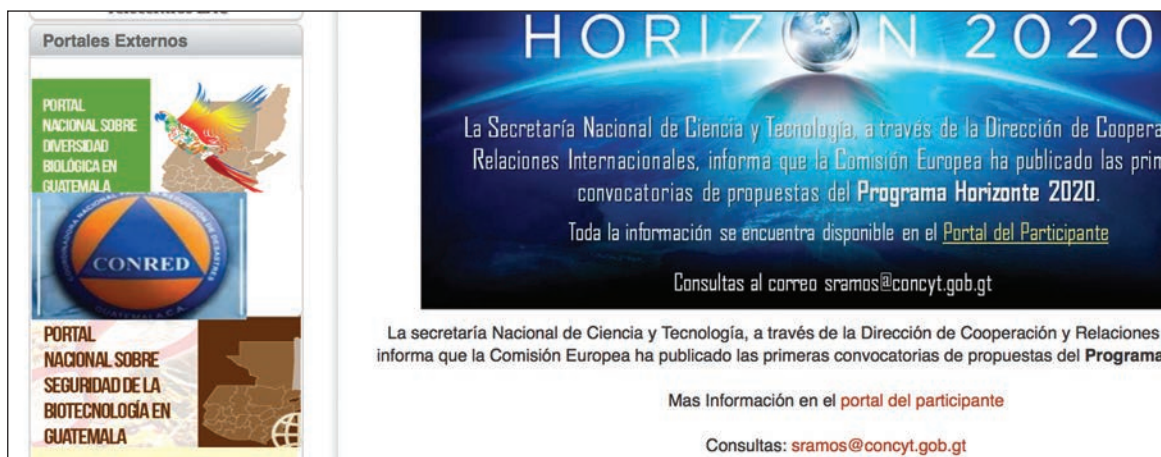 Portales Externos
PORTAL
NACIONAL SOBRE
DIVERSIDAD
BIOLÓGICA EN
GUATEMALA
CONRED
GUATEMALA C.A.
PORTAL
NACIONAL SOBRE
SEGURIDAD DE LA
BIOTECNOLOGÍA EN
GUATEMALA
HORIZON 2020
La Secretaría Nacional de Ciencia y Tecnología, a través de la Dirección de Coopera
Relaciones Internacionales, informa que la Comisión Europea ha publicado las prim
convocatorias de propuestas del Programa Horizonte 2020.
Toda la información se encuentra disponible en el Portal del Participante
Consultas al correo sramos@concyt.gob.gt
La secretaría Nacional de Ciencia y Tecnología, a través de la Dirección de Cooperación y Relaciones
informa que la Comisión Europea ha publicado las primeras convocatorias de propuestas del Programa
Mas Información en el portal del participante
Consultas: sramos@concyt.gob.gt